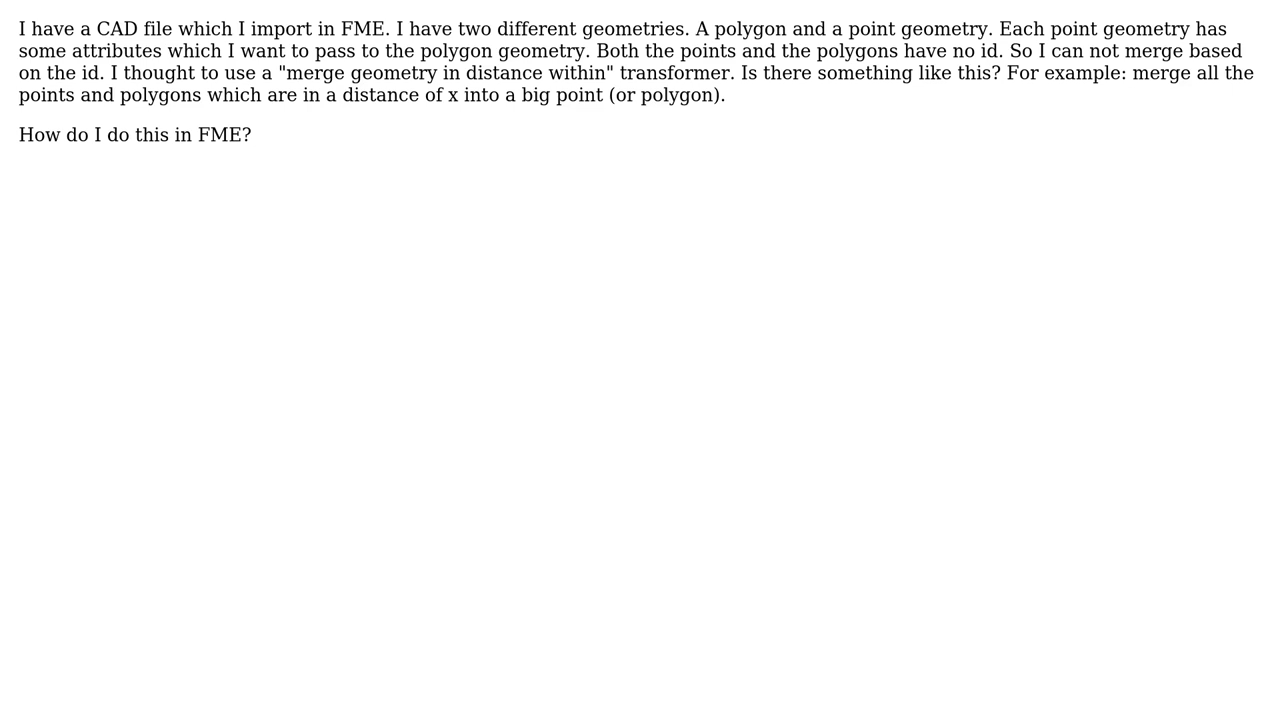 I have a CAD file which I import in FME. I have two different geometries. A polygon and a point geometry. Each point geometry has
some attributes which I want to pass to the polygon geometry. Both the points and the polygons have no id. So I can not merge based
on the id. I thought to use a "merge geometry in distance within" transformer. Is there something like this? For example: merge all the
points and polygons which are in a distance of x into a big point (or polygon).
How do I do this in FME?